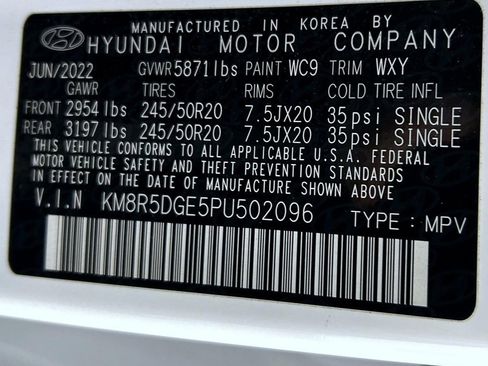 MANUFACTURED IN KOREA BY
HYUNDAI MOTOR COMPANY
JUN/2022 GVWR 5871 lbs PAINT WC9 TRIM WXY
GAWR TIRES RIMS COLD TIRE INFL
FRONT 2954 lbs 245/50R20 7.5JX20 35psi SINGLE
REAR 3197 lbs 245/50R20 7.5JX20 35psi SINGLE
THIS VEHICLE CONFORMS TO ALL APPLICABLE U.S.A. FEDERAL
MOTOR VEHICLE SAFETY AND THEFT PREVENTION STANDARDS
IN EFFECT ON THE DATE OF MANUFACTURE SHOWN ABOVE.
V.I.N KM8R5DGE5PU502096 TYPE : MPV